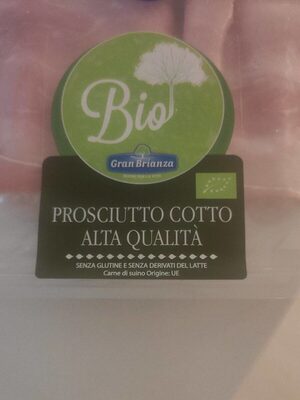 Bio
Gran Brianza
PROSCIUTTO COTTO
ALTA QUALITÀ
SENZA GLUTINE E SENZA DERIVATI DEL LATTE
Carne di suino Origine: UE